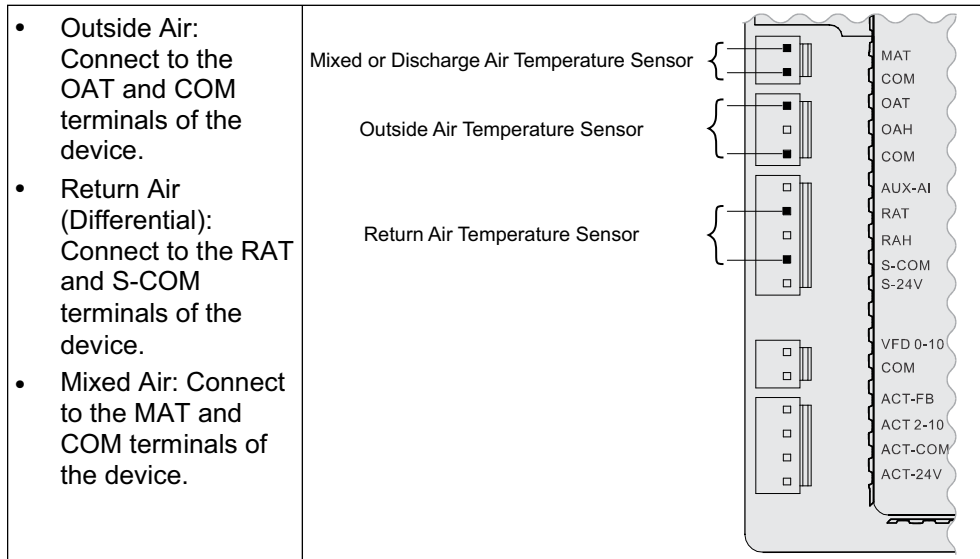 • Outside Air:
Connect to the
OAT and COM
terminals of the
device.
• Return Air
(Differential):
Connect to the RAT
and S-COM
terminals of the
device.
• Mixed Air: Connect
to the MAT and
COM terminals of
the device.
Mixed or Discharge Air Temperature Sensor
Outside Air Temperature Sensor
Return Air Temperature Sensor
MAT
COM
OAT
OAH
COM
AUX-AI
RAT
RAH
S-COM
S-24V
VFD 0-10
COM
ACT-FB
ACT 2-10
ACT-COM
ACT-24V